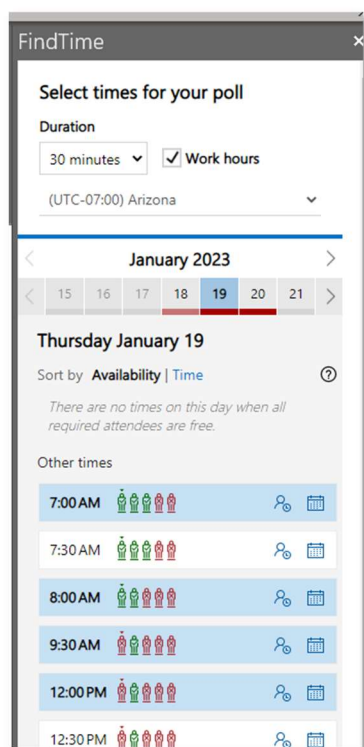 FindTime
Select times for your poll
Duration
30 minutes Work hours
(UTC-07:00) Arizona
January 2023
15 16 17 18 19 20 21
Thursday January 19
Sort by Availability | Time
There are no times on this day when all
required attendees are free.
Other times
7:00 AM
7:30 AM
8:00 AM
9:30 AM
12:00 PM
12:30 PM